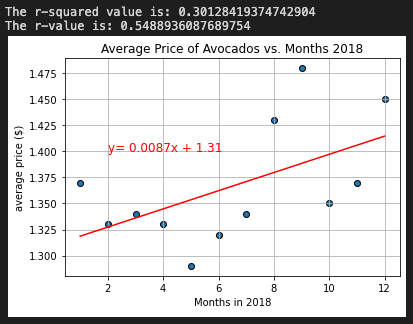 The r-squared value is: 0.30128419374742904
The r-value is: 0.5488936087689754
Average Price of Avocados vs. Months 2018
1.475
1.450
1.425
1.400
1.375
1.350
1.325
1.300
average price ($)
y= 0.0087x + 1.31
2 4 6 8 10 12
Months in 2018